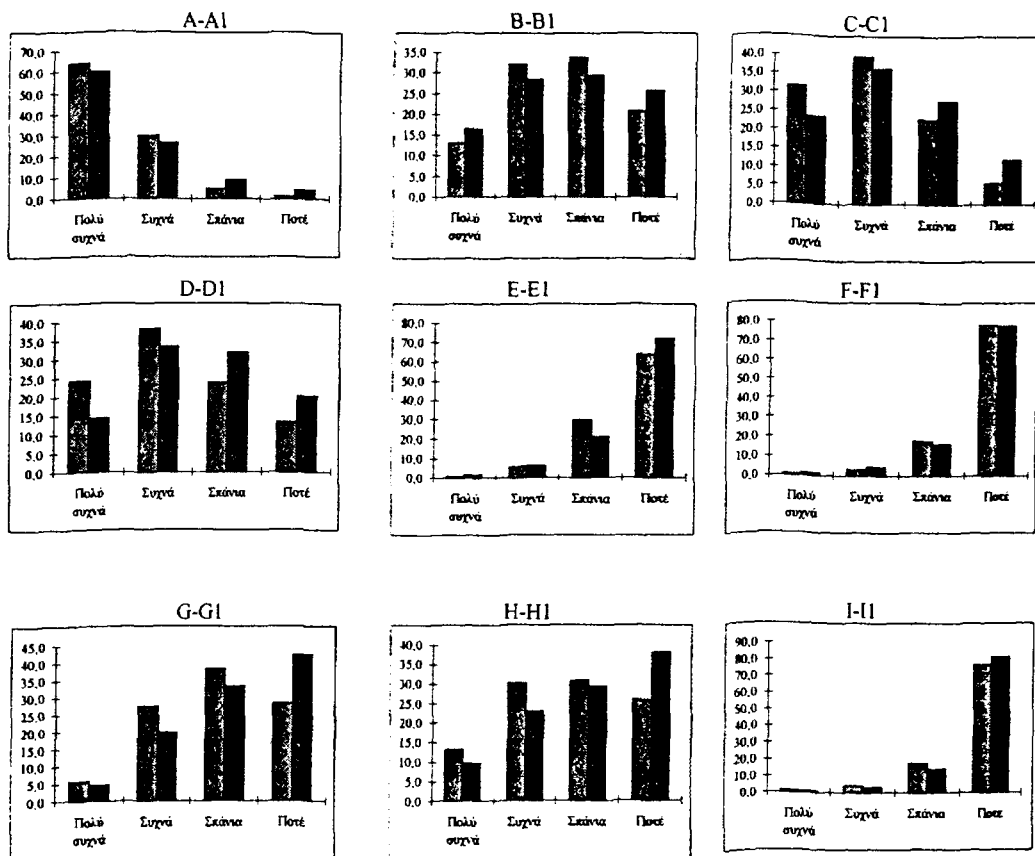 A-A1
70,0
60,0
50,0
40,0
30,0
20,0
10,0
0,0
Πολύ
συχνά
Συχνά
Σπάνια
Ποτέ
B-B1
35,0
30,0
25,0
20,0
15,0
10,0
5,0
0,0
Πολύ
συχνά
Συχνά
Σπάνια
Ποτέ
C-C1
40,0
35,0
30,0
25,0
20,0
15,0
10,0
5,0
0,0
Πολύ
συχνά
Συχνά
Σπάνια
Ποτέ
D-D1
40,0
35,0
30,0
25,0
20,0
15,0
10,0
5,0
0,0
Πολύ
συχνά
Συχνά
Σπάνια
Ποτέ
E-E1
80,0
70,0
60,0
50,0
40,0
30,0
20,0
10,0
0,0
Πολύ
συχνά
Συχνά
Σπάνια
Ποτέ
F-F1
80,0
70,0
60,0
50,0
40,0
30,0
20,0
10,0
0,0
Πολύ
συχνά
Συχνά
Σπάνια
Ποτέ
G-G1
45,0
40,0
35,0
30,0
25,0
20,0
15,0
10,0
5,0
0,0
Πολύ
συχνά
Συχνά
Σπάνια
Ποτέ
H-H1
40,0
35,0
30,0
25,0
20,0
15,0
10,0
5,0
0,0
Πολύ
συχνά
Συχνά
Σπάνια
Ποτέ
I-I1
90,0
80,0
70,0
60,0
50,0
40,0
30,0
20,0
10,0
0,0
Πολύ
συχνά
Συχνά
Σπάνια
Ποτέ